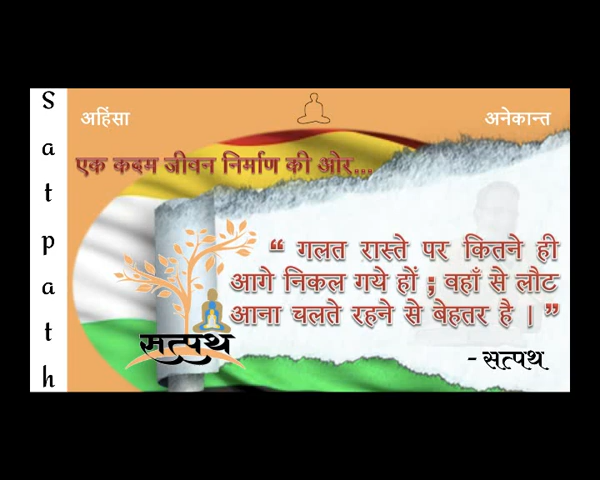 Satpath
अहिंसा
अनेकान्त
एक कदम जीवन निर्माण की ओर...
“ गलत रास्ते पर कितने ही
आगे निकल गये हों ; वहाँ से लौट
आना चलते रहने से बेहतर है । ”
सत्पथ
- सत्पथ